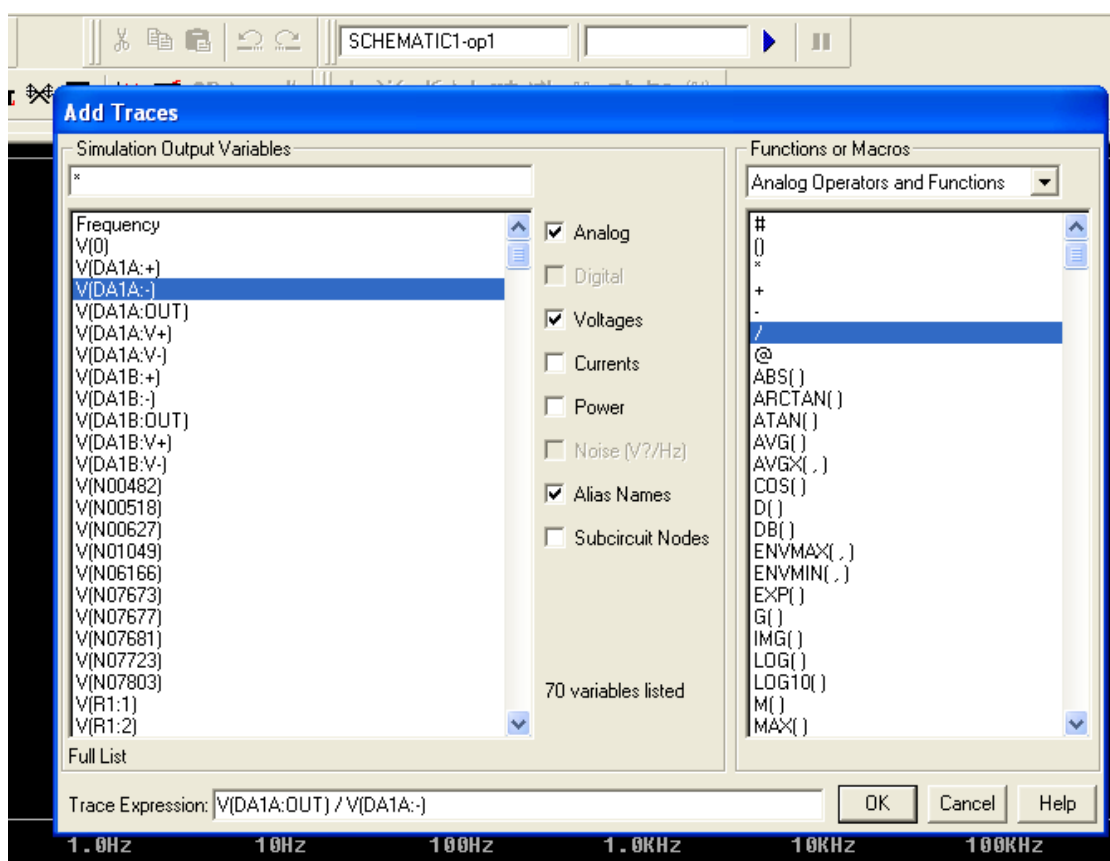 SCHEMATIC1-op1
Add Traces
Simulation Output Variables
*
Frequency
V(0)
V(DA1A:+)
V(DA1A:-)
V(DA1A:OUT)
V(DA1A:V+)
V(DA1A:V-)
V(DA1B:+)
V(DA1B:-)
V(DA1B:OUT)
V(DA1B:V+)
V(DA1B:V-)
V(N00482)
V(N00518)
V(N00627)
V(N01049)
V(N06166)
V(N07673)
V(N07677)
V(N07681)
V(N07723)
V(N07803)
V(R1:1)
V(R1:2)
Full List
Analog
Digital
Voltages
Currents
Power
Noise (V?/Hz)
Alias Names
Subcircuit Nodes
70 variables listed
Functions or Macros
Analog Operators and Functions
#
()
*
+
-
/
@
ABS( )
ARCTAN( )
ATAN( )
AVG( )
AVGX( , )
COS( )
D( )
DB( )
ENVMAX( , )
ENVMIN( , )
EXP( )
G( )
IMG( )
LOG( )
LOG10( )
M( )
MAX( )
Trace Expression: V(DA1A:OUT) / V(DA1A:-)
OK
Cancel
Help
1.0Hz 10Hz 100Hz 1.0KHz 10KHz 100KHz